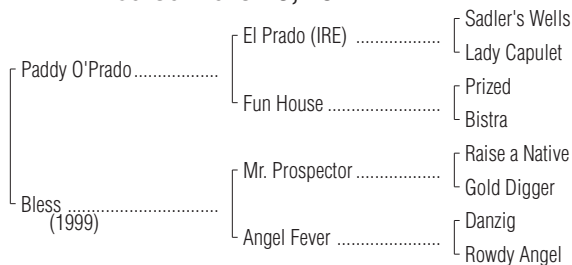 Sadler's Wells
El Prado (IRE) ...................
Lady Capulet
Paddy O'Prado..................
Prized
Fun House ........................
Bistra
Raise a Native
Mr. Prospector ..................
Gold Digger
Bless ................................
(1999)
Danzig
Angel Fever ......................
Rowdy Angel